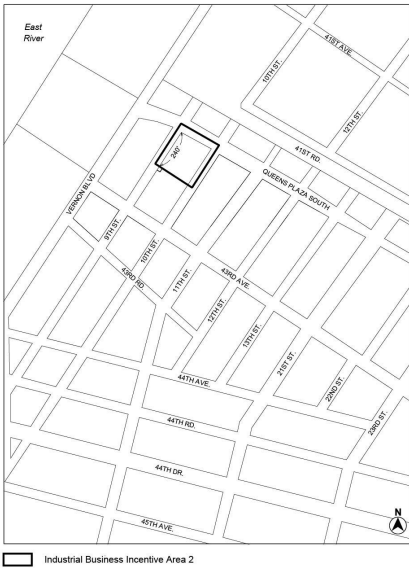 East
River
41ST AVE.
10TH ST.
12TH ST.
41ST RD.
240'
QUEENS PLAZA SOUTH
VERNON BLVD
9TH ST.
10TH ST.
43RD RD.
11TH ST.
43RD AVE.
12TH ST.
13TH ST.
21ST ST.
22ND ST.
23RD ST.
44TH AVE.
44TH RD.
44TH DR.
45TH AVE.
N
Industrial Business Incentive Area 2